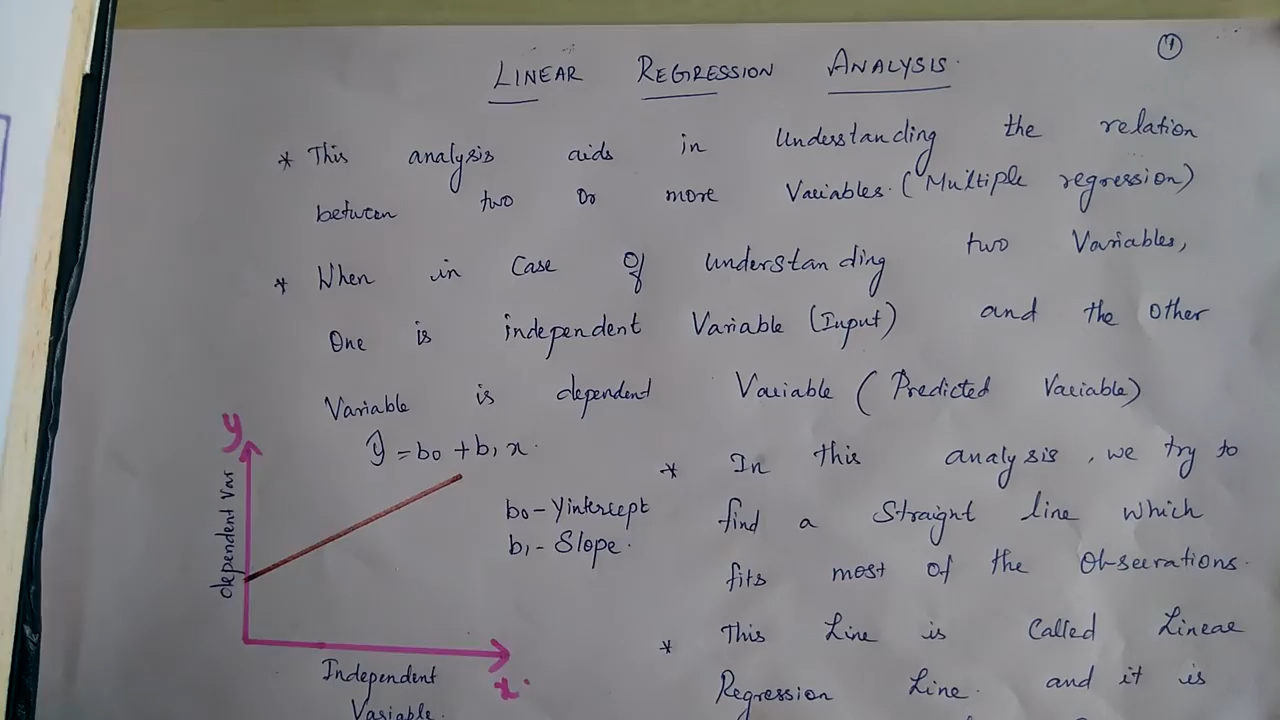 ①
LINEAR REGRESSION ANALYSIS.
* This analysis aids in Understanding the relation
between two Or more Variables. (Multiple regression)
* When in Case Of understanding two Variables,
One is independent Variable (Input) and the other
Variable is dependent Variable (Predicted Variable)
ŷ = b0 + b1 x.
y
dependent Var
b0 - Yintercept
b1 - Slope.
Independent
Variable.
x.
* In this analysis, we try to
find a Straignt line which
fits most of the Observations.
* This Line is Called Linear
Regression Line. and it is